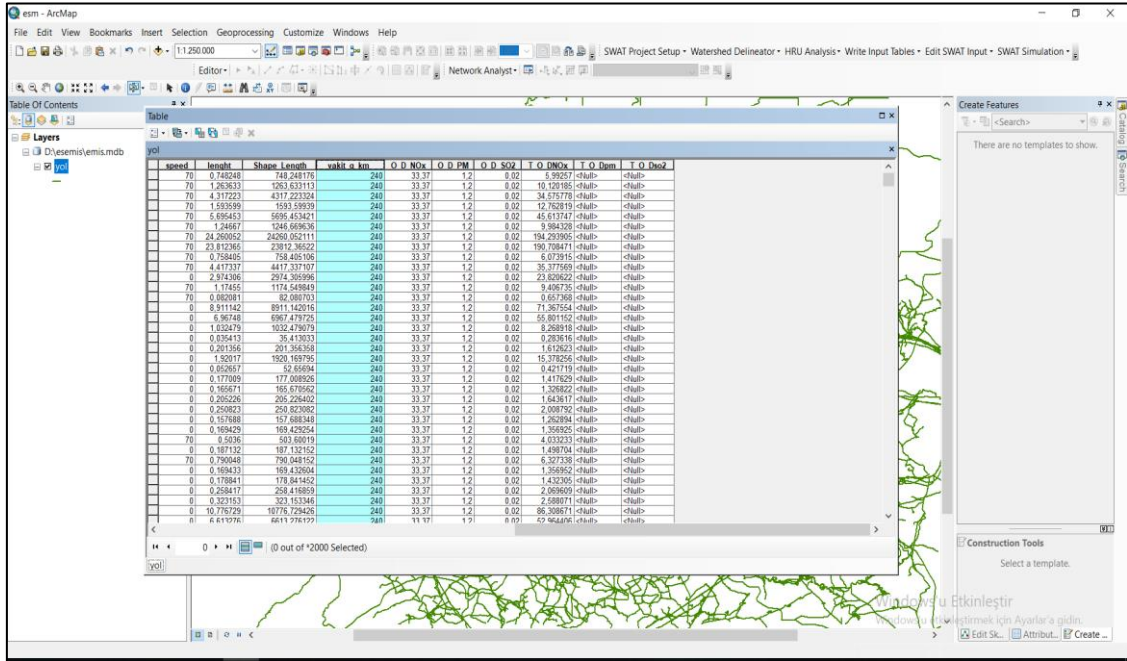 esm - ArcMap
File Edit View Bookmarks Insert Selection Geoprocessing Customize Windows Help
1:1.250.000
SWAT Project Setup Watershed Delineator HRU Analysis Write Input Tables Edit SWAT Input SWAT Simulation
Editor Network Analyst
Table Of Contents
Layers
D:\esemis\emis.mdb
yol
Table
yol
speed lenght Shape_Length yakit_g_km O_D_NOx O_D_PM O_D_SO2 T_O_DNOx T_O_Dpm T_O_Dso2
70 0,748248 748,248176 240 33,37 1,2 0,02 5,99257 <Null> <Null>
70 1,263633 1263,633113 240 33,37 1,2 0,02 10,120185 <Null> <Null>
70 4,317223 4317,223324 240 33,37 1,2 0,02 34,575778 <Null> <Null>
70 1,593599 1593,59939 240 33,37 1,2 0,02 12,762819 <Null> <Null>
70 5,695453 5695,453421 240 33,37 1,2 0,02 45,613747 <Null> <Null>
70 1,24667 1246,669636 240 33,37 1,2 0,02 9,984328 <Null> <Null>
70 24,260052 24260,052111 240 33,37 1,2 0,02 194,293905 <Null> <Null>
70 23,812365 23812,36522 240 33,37 1,2 0,02 190,708471 <Null> <Null>
70 0,758405 758,405106 240 33,37 1,2 0,02 6,073915 <Null> <Null>
70 4,417337 4417,337107 240 33,37 1,2 0,02 35,377569 <Null> <Null>
0 2,974306 2974,305996 240 33,37 1,2 0,02 23,820622 <Null> <Null>
70 1,17455 1174,549849 240 33,37 1,2 0,02 9,406735 <Null> <Null>
70 0,082081 82,080703 240 33,37 1,2 0,02 0,657368 <Null> <Null>
0 8,911142 8911,142016 240 33,37 1,2 0,02 71,367554 <Null> <Null>
0 6,96748 6967,479725 240 33,37 1,2 0,02 55,801152 <Null> <Null>
0 1,032479 1032,479079 240 33,37 1,2 0,02 8,268918 <Null> <Null>
0 0,035413 35,413033 240 33,37 1,2 0,02 0,283616 <Null> <Null>
0 0,201356 201,356358 240 33,37 1,2 0,02 1,612623 <Null> <Null>
0 1,92017 1920,169795 240 33,37 1,2 0,02 15,378256 <Null> <Null>
0 0,052657 52,65694 240 33,37 1,2 0,02 0,421719 <Null> <Null>
0 0,177009 177,008926 240 33,37 1,2 0,02 1,417629 <Null> <Null>
0 0,165671 165,670562 240 33,37 1,2 0,02 1,326822 <Null> <Null>
0 0,205226 205,226402 240 33,37 1,2 0,02 1,643617 <Null> <Null>
0 0,250823 250,823082 240 33,37 1,2 0,02 2,008792 <Null> <Null>
0 0,157688 157,688348 240 33,37 1,2 0,02 1,262894 <Null> <Null>
0 0,169429 169,429254 240 33,37 1,2 0,02 1,356925 <Null> <Null>
70 0,5036 503,60019 240 33,37 1,2 0,02 4,033233 <Null> <Null>
0 0,187132 187,132152 240 33,37 1,2 0,02 1,498704 <Null> <Null>
70 0,790048 790,048152 240 33,37 1,2 0,02 6,327338 <Null> <Null>
0 0,169433 169,432604 240 33,37 1,2 0,02 1,356952 <Null> <Null>
0 0,178841 178,841452 240 33,37 1,2 0,02 1,432305 <Null> <Null>
0 0,258417 258,416859 240 33,37 1,2 0,02 2,069609 <Null> <Null>
0 0,323153 323,153346 240 33,37 1,2 0,02 2,588071 <Null> <Null>
0 10,776729 10776,729426 240 33,37 1,2 0,02 86,308671 <Null> <Null>
0 6,613276 6613,276122 240 33,37 1,2 0,02 52,964406 <Null> <Null>
0 (0 out of *2000 Selected)
yol
Create Features
<Search>
There are no templates to show.
Catalog
Search
Construction Tools
Select a template.
Windows'u Etkinleştir
Windows'u etkinleştirmek için Ayarlar'a gidin.
Edit Sk... Attribut... Create ...